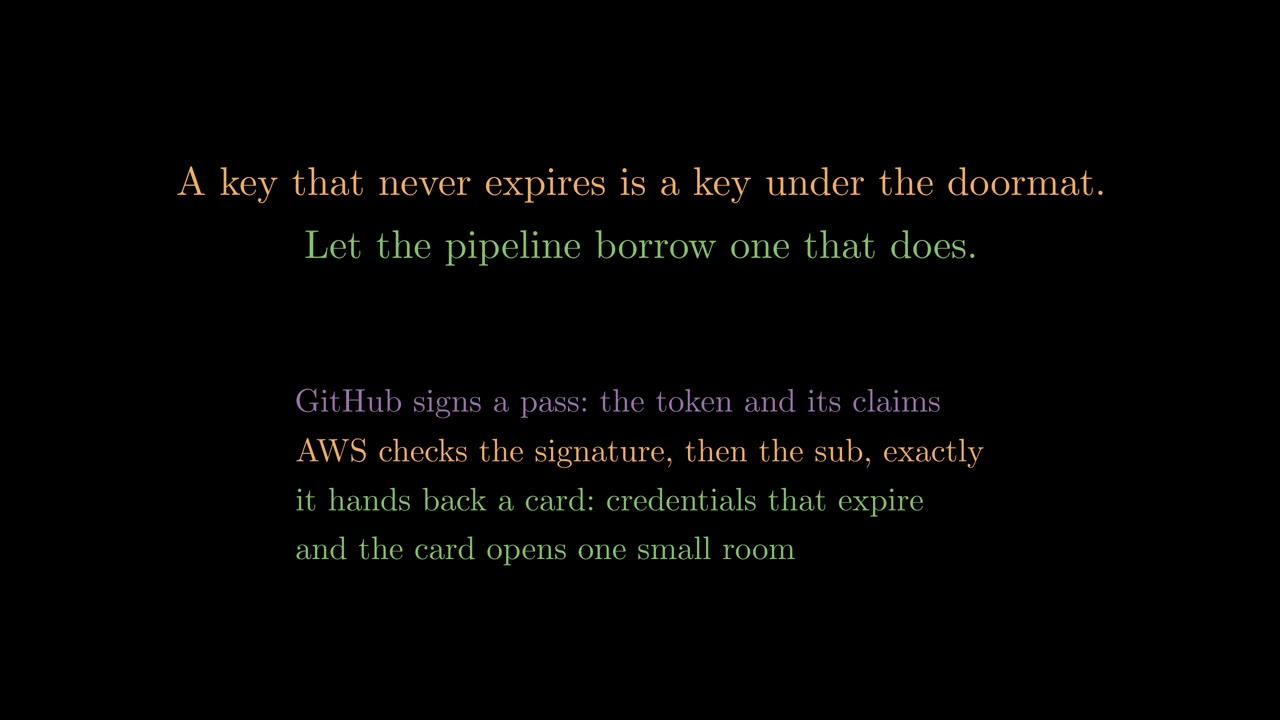 A key that never expires is a key under the doormat.
Let the pipeline borrow one that does.
GitHub signs a pass: the token and its claims
AWS checks the signature, then the sub, exactly
it hands back a card: credentials that expire
and the card opens one small room